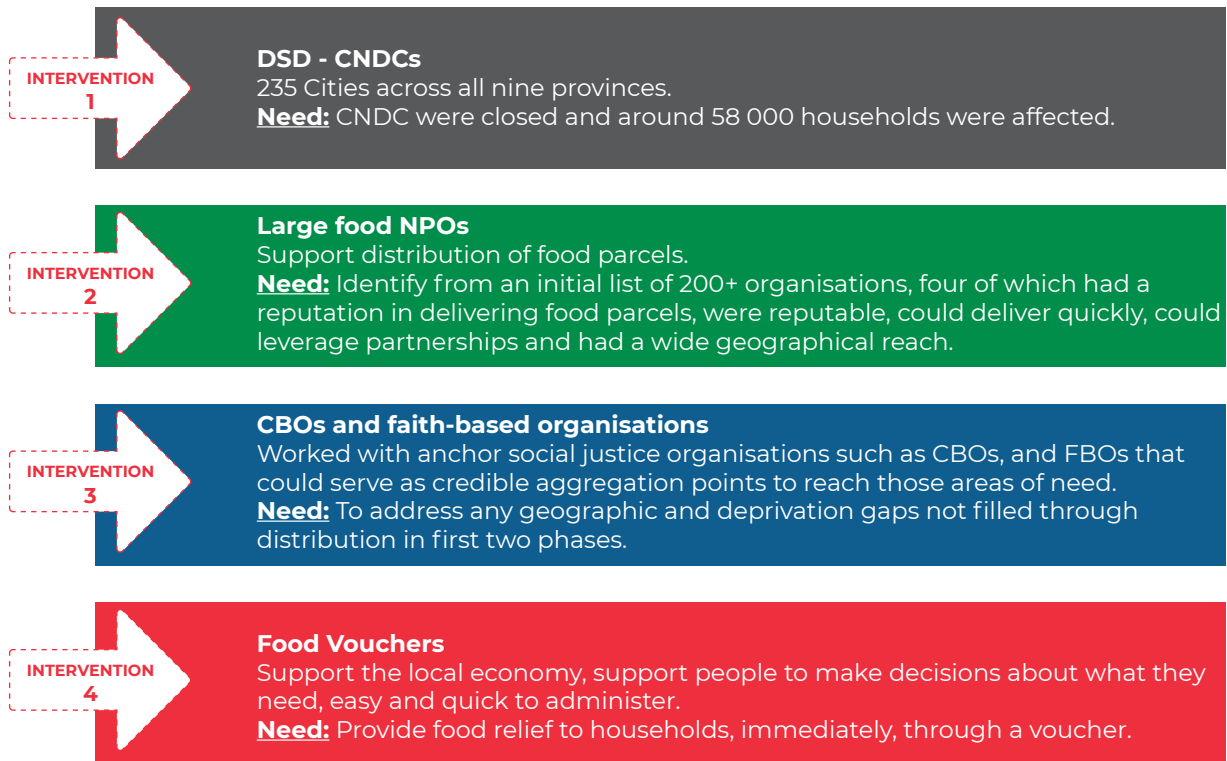 INTERVENTION
1
DSD - CNDCs
235 Cities across all nine provinces.
Need: CNDC were closed and around 58 000 households were affected.
INTERVENTION
2
Large food NPOs
Support distribution of food parcels.
Need: Identify from an initial list of 200+ organisations, four of which had a
reputation in delivering food parcels, were reputable, could deliver quickly, could
leverage partnerships and had a wide geographical reach.
INTERVENTION
3
CBOs and faith-based organisations
Worked with anchor social justice organisations such as CBOs, and FBOs that
could serve as credible aggregation points to reach those areas of need.
Need: To address any geographic and deprivation gaps not filled through
distribution in first two phases.
INTERVENTION
4
Food Vouchers
Support the local economy, support people to make decisions about what they
need, easy and quick to administer.
Need: Provide food relief to households, immediately, through a voucher.